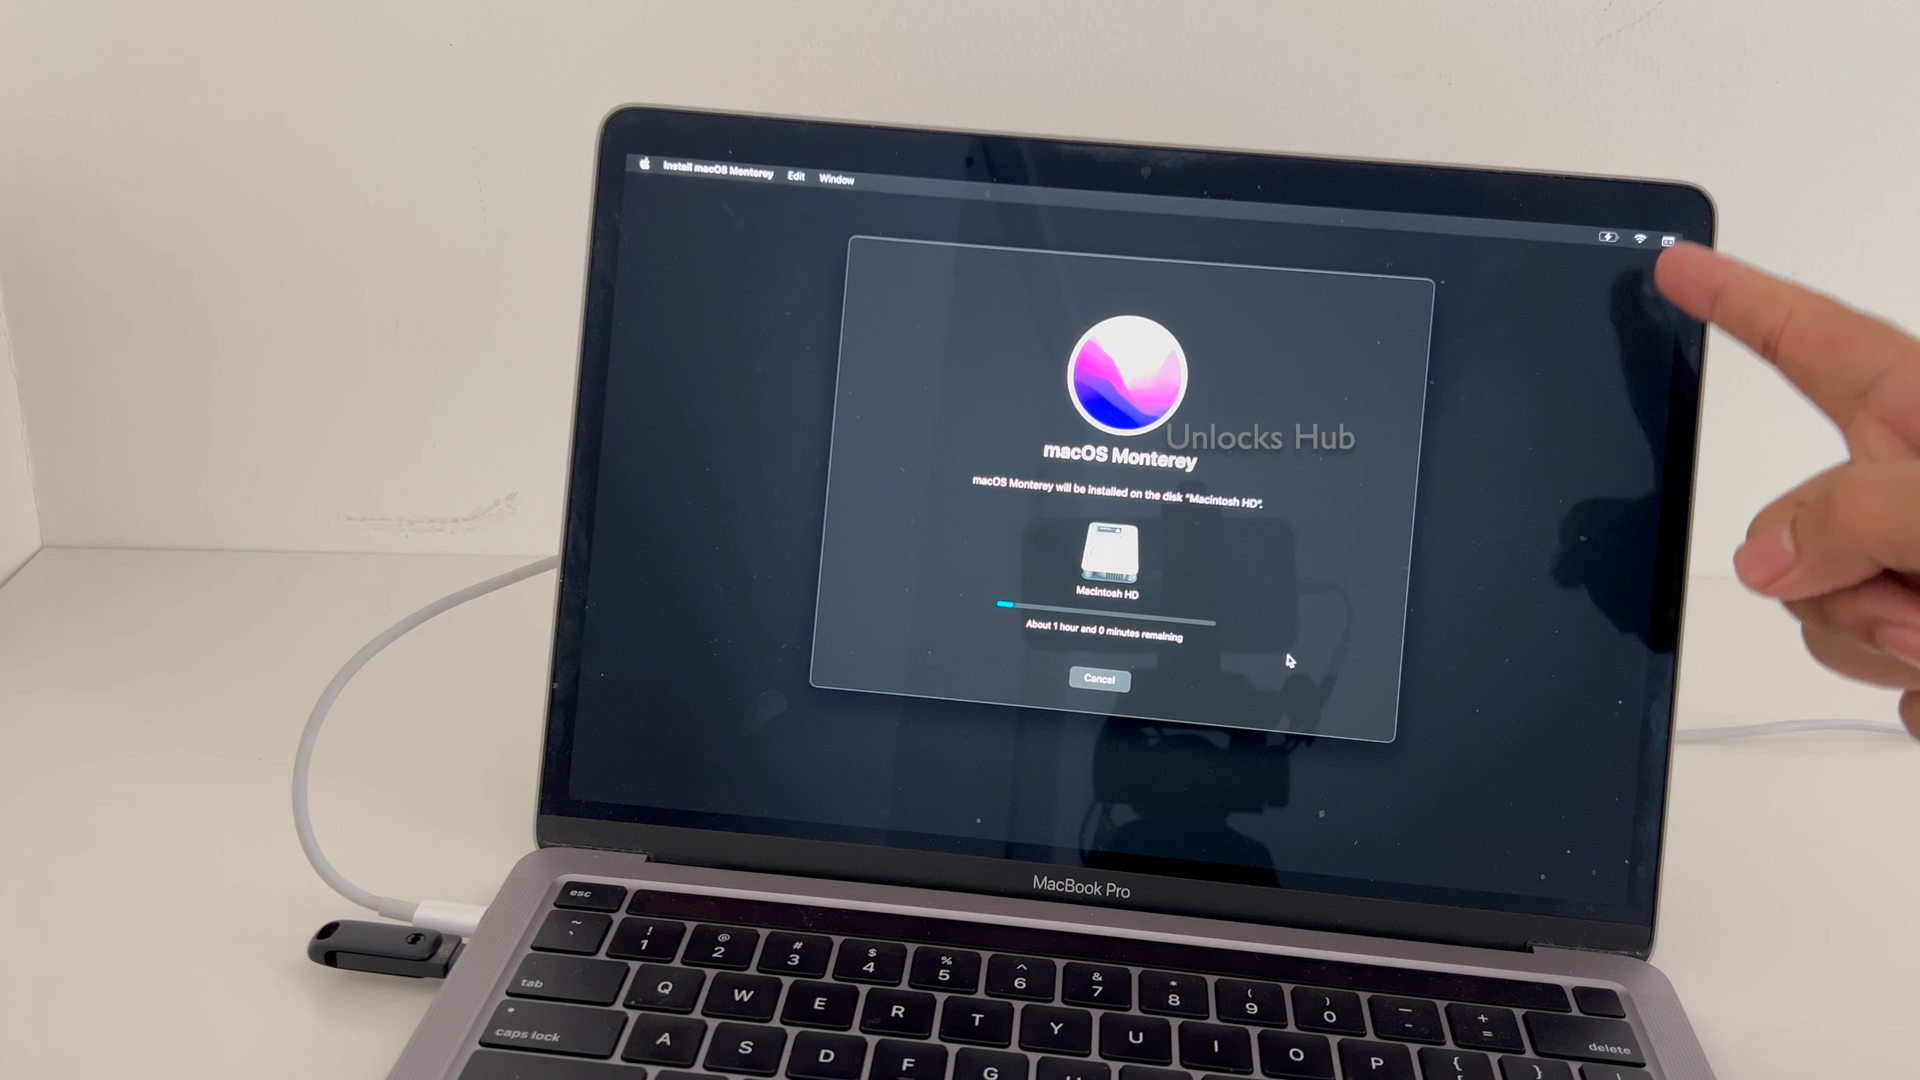 Install macOS Monterey Edit Window
Unlocks Hub
macOS Monterey
macOS Monterey will be installed on the disk “Macintosh HD”.
Macintosh HD
About 1 hour and 0 minutes remaining
Cancel
MacBook Pro
esc
~ ! @ # $ % ^ & * ( ) — +
` 1 2 3 4 5 6 7 8 9 0 - =
delete
tab Q W E R T Y U I O P { }
caps lock A S D F G